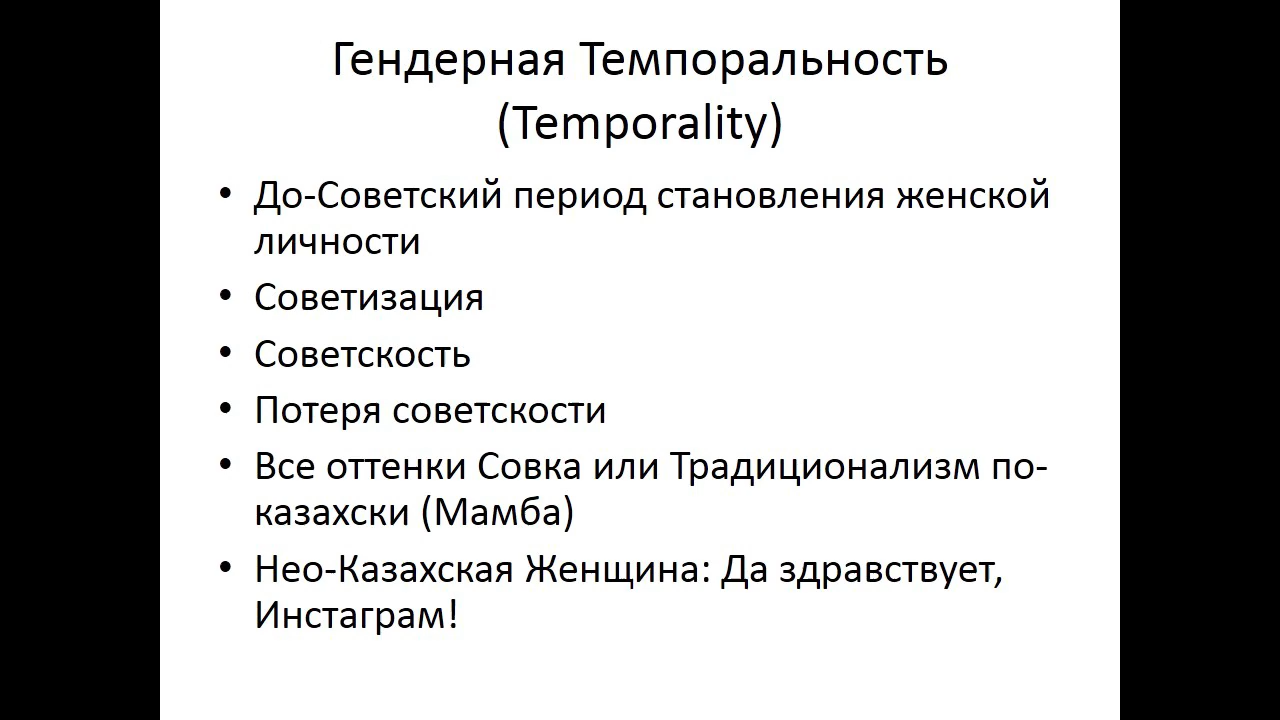 Гендерная Темпоральность
(Temporality)
• До-Советский период становления женской
личности
• Советизация
• Советскость
• Потеря советскости
• Все оттенки Совка или Традиционализм по-
казахски (Мамба)
• Нео-Казахская Женщина: Да здравствует,
Инстаграм!